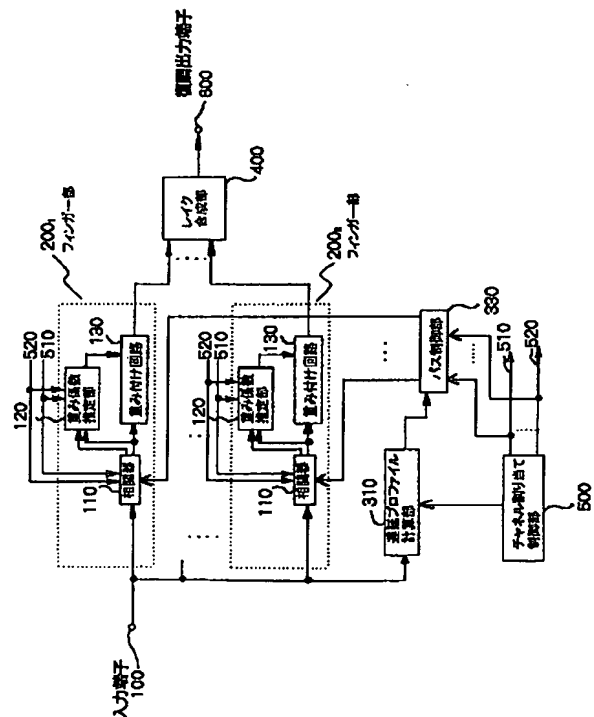 200₁
フィンガー部
520
510
120
重み係数
推定部
130
重み付け回路
110
相関器
200ₙ
フィンガー部
520
510
120
重み係数
推定部
130
重み付け回路
110
相関器
レイク
合成部
400
復調出力端子
600
入力端子
100
310
遅延プロファイル
計算部
パス制御部
330
510
520
チャネル割り当て
制御部
500